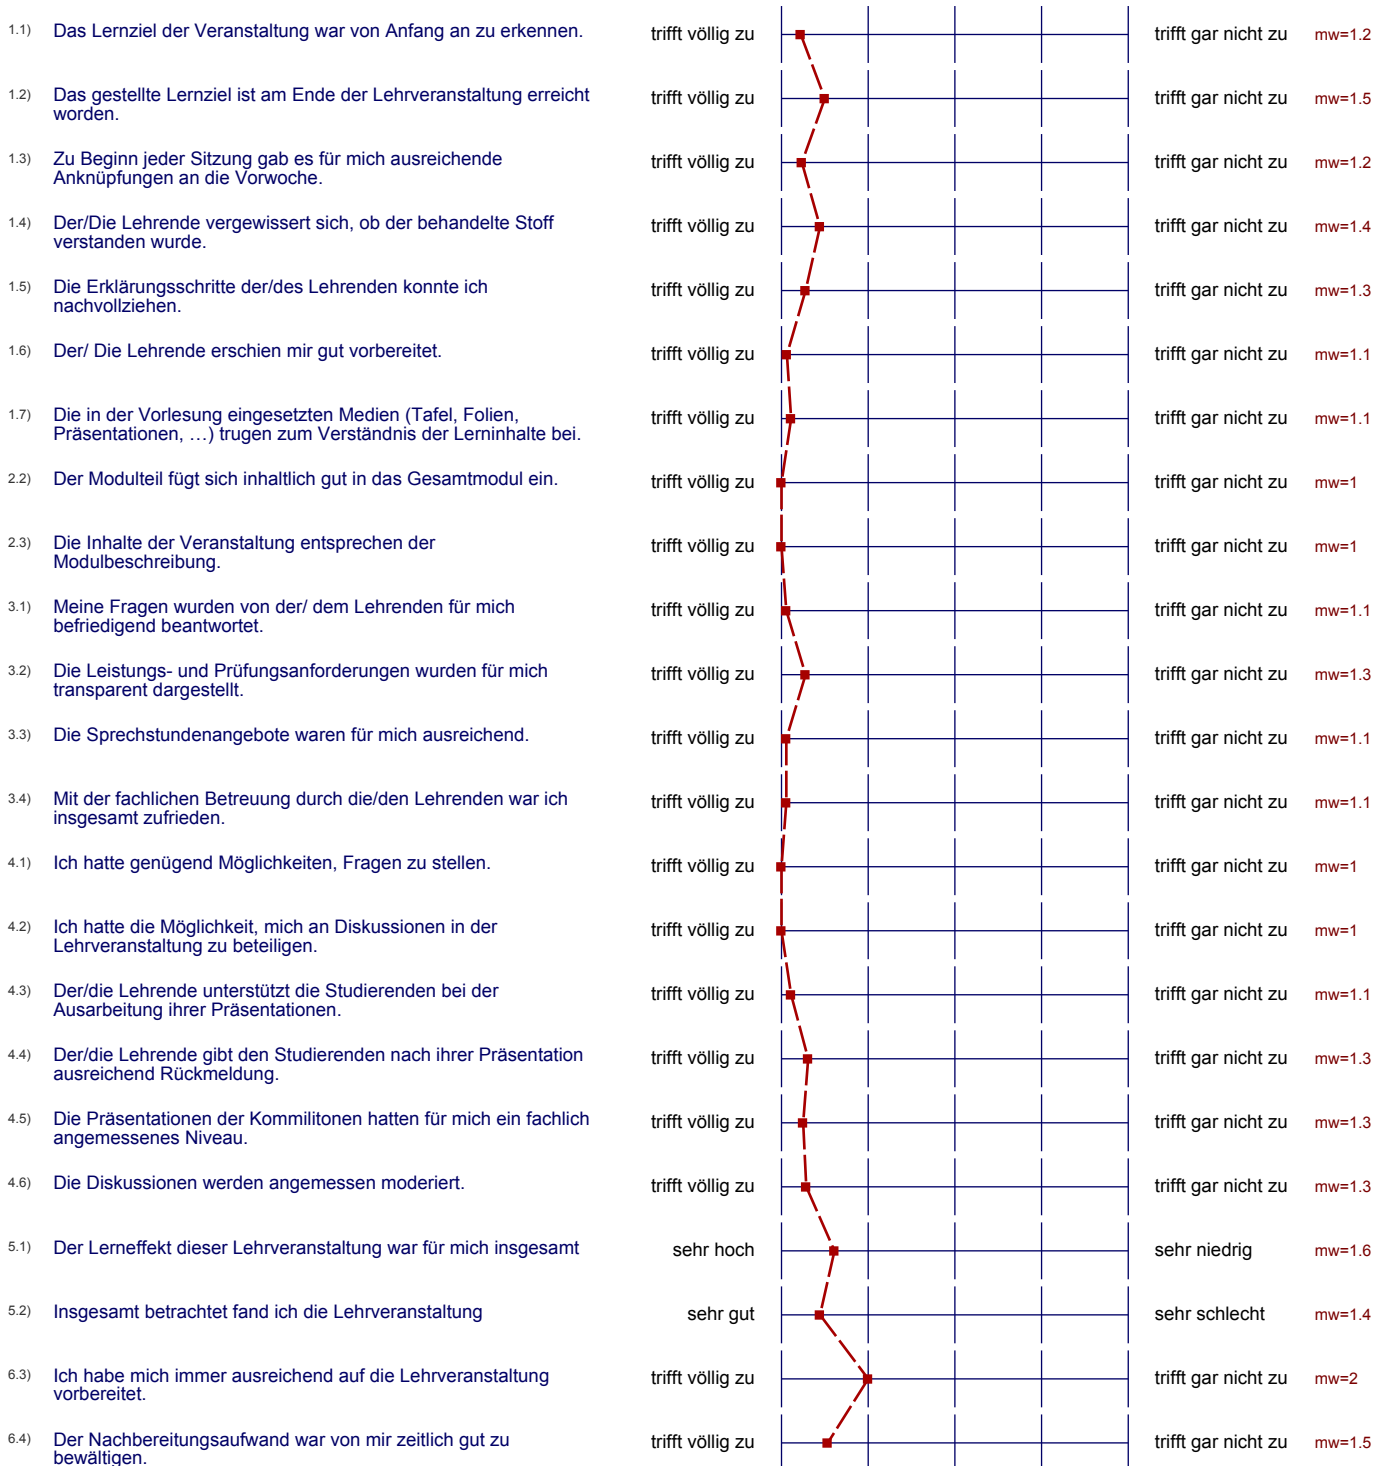 1.1) Das Lernziel der Veranstaltung war von Anfang an zu erkennen. trifft völlig zu trifft gar nicht zu mw=1.2
1.2) Das gestellte Lernziel ist am Ende der Lehrveranstaltung erreicht trifft völlig zu trifft gar nicht zu mw=1.5
worden.
1.3) Zu Beginn jeder Sitzung gab es für mich ausreichende trifft völlig zu trifft gar nicht zu mw=1.2
Anknüpfungen an die Vorwoche.
1.4) Der/Die Lehrende vergewissert sich, ob der behandelte Stoff trifft völlig zu trifft gar nicht zu mw=1.4
verstanden wurde.
1.5) Die Erklärungsschritte der/des Lehrenden konnte ich trifft völlig zu trifft gar nicht zu mw=1.3
nachvollziehen.
1.6) Der/ Die Lehrende erschien mir gut vorbereitet. trifft völlig zu trifft gar nicht zu mw=1.1
1.7) Die in der Vorlesung eingesetzten Medien (Tafel, Folien, trifft völlig zu trifft gar nicht zu mw=1.1
Präsentationen, …) trugen zum Verständnis der Lerninhalte bei.
2.2) Der Modulteil fügt sich inhaltlich gut in das Gesamtmodul ein. trifft völlig zu trifft gar nicht zu mw=1
2.3) Die Inhalte der Veranstaltung entsprechen der trifft völlig zu trifft gar nicht zu mw=1
Modulbeschreibung.
3.1) Meine Fragen wurden von der/ dem Lehrenden für mich trifft völlig zu trifft gar nicht zu mw=1.1
befriedigend beantwortet.
3.2) Die Leistungs- und Prüfungsanforderungen wurden für mich trifft völlig zu trifft gar nicht zu mw=1.3
transparent dargestellt.
3.3) Die Sprechstundenangebote waren für mich ausreichend. trifft völlig zu trifft gar nicht zu mw=1.1
3.4) Mit der fachlichen Betreuung durch die/den Lehrenden war ich trifft völlig zu trifft gar nicht zu mw=1.1
insgesamt zufrieden.
4.1) Ich hatte genügend Möglichkeiten, Fragen zu stellen. trifft völlig zu trifft gar nicht zu mw=1
4.2) Ich hatte die Möglichkeit, mich an Diskussionen in der trifft völlig zu trifft gar nicht zu mw=1
Lehrveranstaltung zu beteiligen.
4.3) Der/die Lehrende unterstützt die Studierenden bei der trifft völlig zu trifft gar nicht zu mw=1.1
Ausarbeitung ihrer Präsentationen.
4.4) Der/die Lehrende gibt den Studierenden nach ihrer Präsentation trifft völlig zu trifft gar nicht zu mw=1.3
ausreichend Rückmeldung.
4.5) Die Präsentationen der Kommilitonen hatten für mich ein fachlich trifft völlig zu trifft gar nicht zu mw=1.3
angemessenes Niveau.
4.6) Die Diskussionen werden angemessen moderiert. trifft völlig zu trifft gar nicht zu mw=1.3
5.1) Der Lerneffekt dieser Lehrveranstaltung war für mich insgesamt sehr hoch sehr niedrig mw=1.6
5.2) Insgesamt betrachtet fand ich die Lehrveranstaltung sehr gut sehr schlecht mw=1.4
6.3) Ich habe mich immer ausreichend auf die Lehrveranstaltung trifft völlig zu trifft gar nicht zu mw=2
vorbereitet.
6.4) Der Nachbereitungsaufwand war von mir zeitlich gut zu trifft völlig zu trifft gar nicht zu mw=1.5
bewältigen.